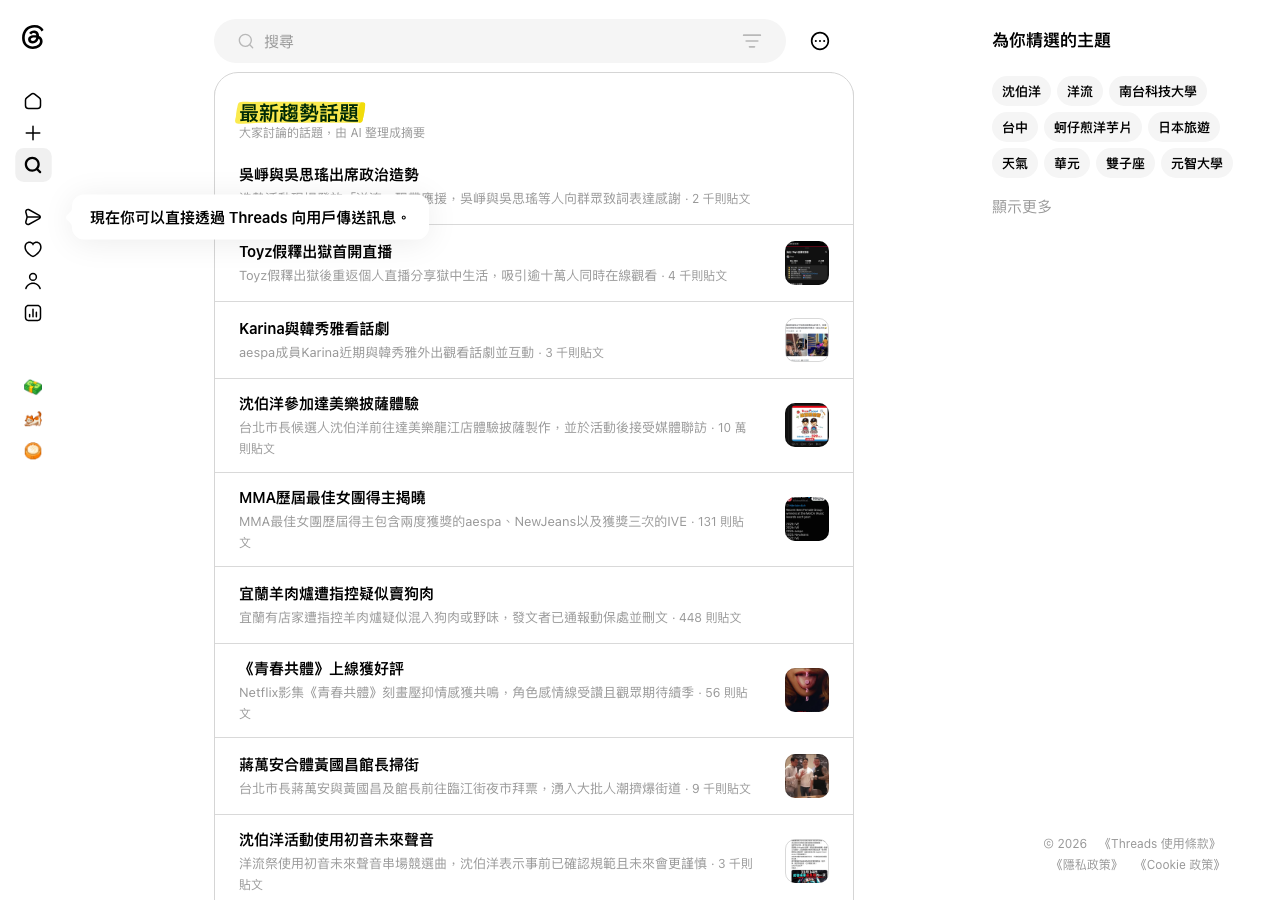 搜尋
最新趨勢話題
大家討論的話題，由 AI 整理成摘要
吳崢與吳思瑤出席政治造勢
應援，吳崢與吳思瑤等人向群眾致詞表達感謝 · 2 千則貼文
現在你可以直接透過 Threads 向用戶傳送訊息。
Toyz假釋出獄首開直播
Toyz假釋出獄後重返個人直播分享獄中生活，吸引逾十萬人同時在線觀看 · 4 千則貼文
Karina與韓秀雅看話劇
aespa成員Karina近期與韓秀雅外出觀看話劇並互動 · 3 千則貼文
沈伯洋參加達美樂披薩體驗
台北市長候選人沈伯洋前往達美樂龍江店體驗披薩製作，並於活動後接受媒體聯訪 · 10 萬
則貼文
MMA歷屆最佳女團得主揭曉
MMA最佳女團歷屆得主包含兩度獲獎的aespa、NewJeans以及獲獎三次的IVE · 131 則貼
文
宜蘭羊肉爐遭指控疑似賣狗肉
宜蘭有店家遭指控羊肉爐疑似混入狗肉或野味，發文者已通報動保處並刪文 · 448 則貼文
《青春共體》上線獲好評
Netflix影集《青春共體》刻畫壓抑情感獲共鳴，角色感情線受讚且觀眾期待續季 · 56 則貼
文
蔣萬安合體黃國昌館長掃街
台北市長蔣萬安與黃國昌及館長前往臨江街夜市拜票，湧入大批人潮擠爆街道 · 9 千則貼文
沈伯洋活動使用初音未來聲音
洋流祭使用初音未來聲音串場競選曲，沈伯洋表示事前已確認規範且未來會更謹慎 · 3 千則
貼文
為你精選的主題
沈伯洋 洋流 南台科技大學
台中 蚵仔煎洋芋片 日本旅遊
天氣 華元 雙子座 元智大學
顯示更多
© 2026 《Threads 使用條款》
《隱私政策》 《Cookie 政策》